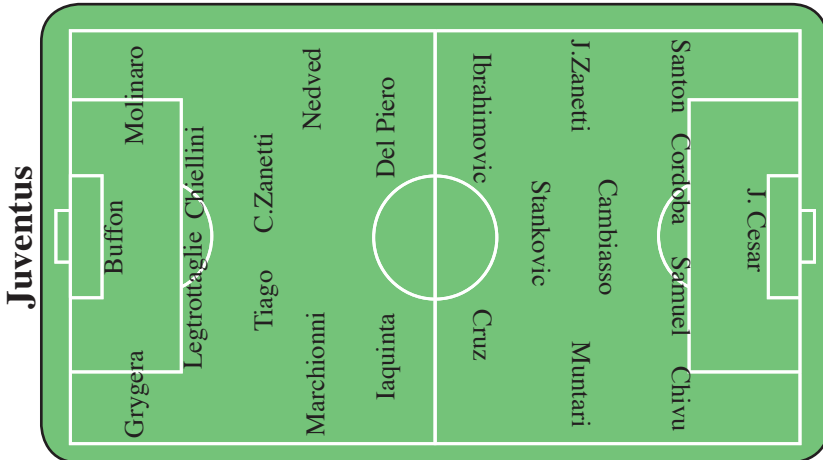 Juventus
Buffon
Grygera
Legtrottaglie
Chiellini
Molinaro
Marchionni
Tiago
C.Zanetti
Nedved
Iaquinta
Del Piero
Ibrahimovic
Cruz
J.Zanetti
Stankovic
Cambiasso
Muntari
Santon
Cordoba
Samuel
Chivu
J. Cesar